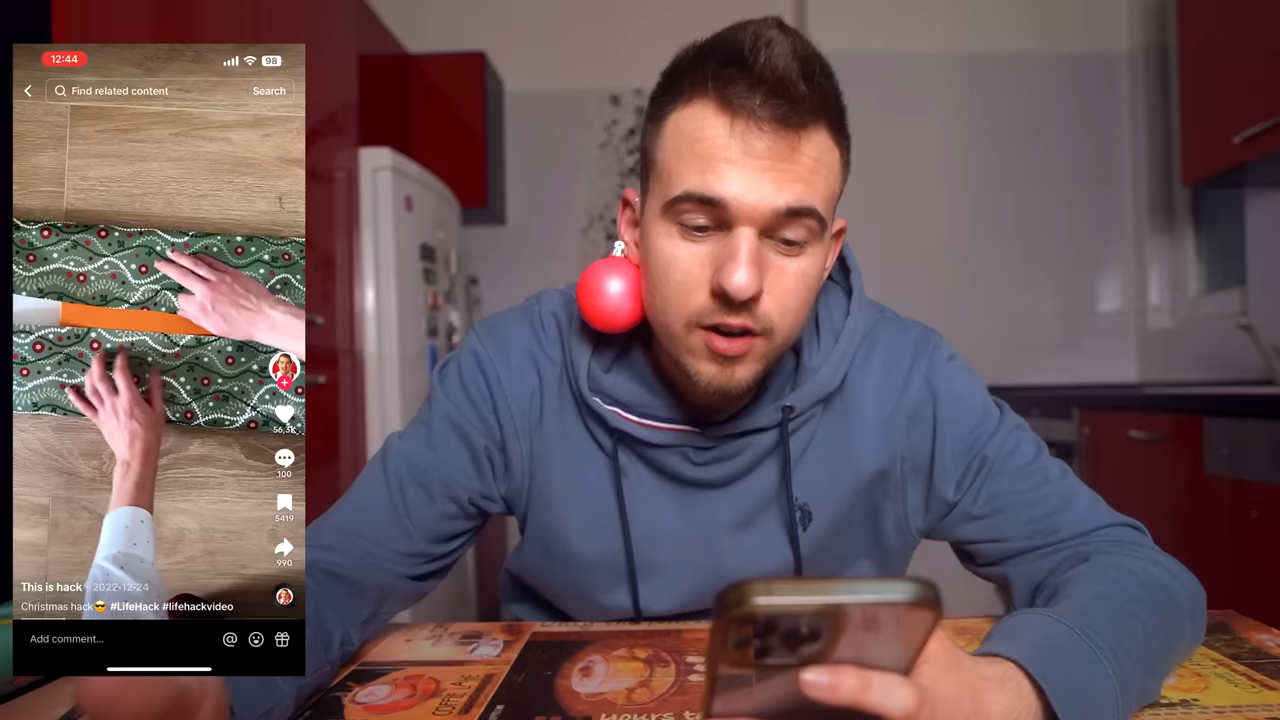 12:44
98
Find related content
Search
56,3K
100
5419
990
This is hack · 2022-12-24
Christmas hack😎 #LifeHack #lifehackvideo
Add comment...
COFFEE